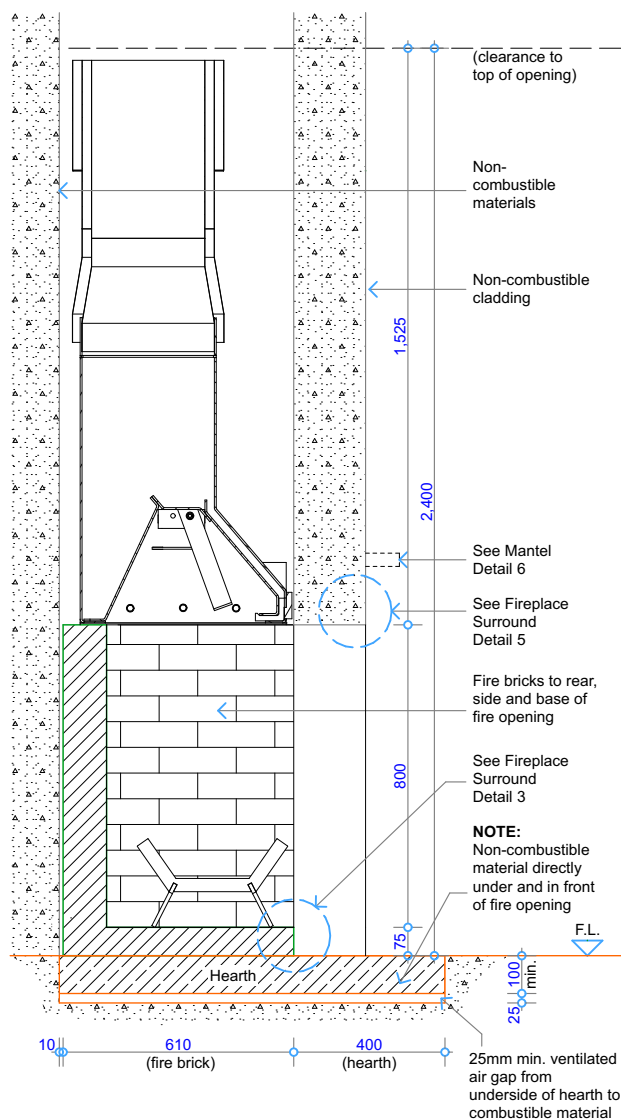 (clearance to
top of opening)
Non-
combustible
materials
Non-combustible
cladding
1,525
2,400
See Mantel
Detail 6
See Fireplace
Surround
Detail 5
Fire bricks to rear,
side and base of
fire opening
800
See Fireplace
Surround
Detail 3
NOTE:
Non-combustible
material directly
under and in front
of fire opening
75
F.L.
Hearth
100
min.
25
10
610
(fire brick)
400
(hearth)
25mm min. ventilated
air gap from
underside of hearth to
combustible material